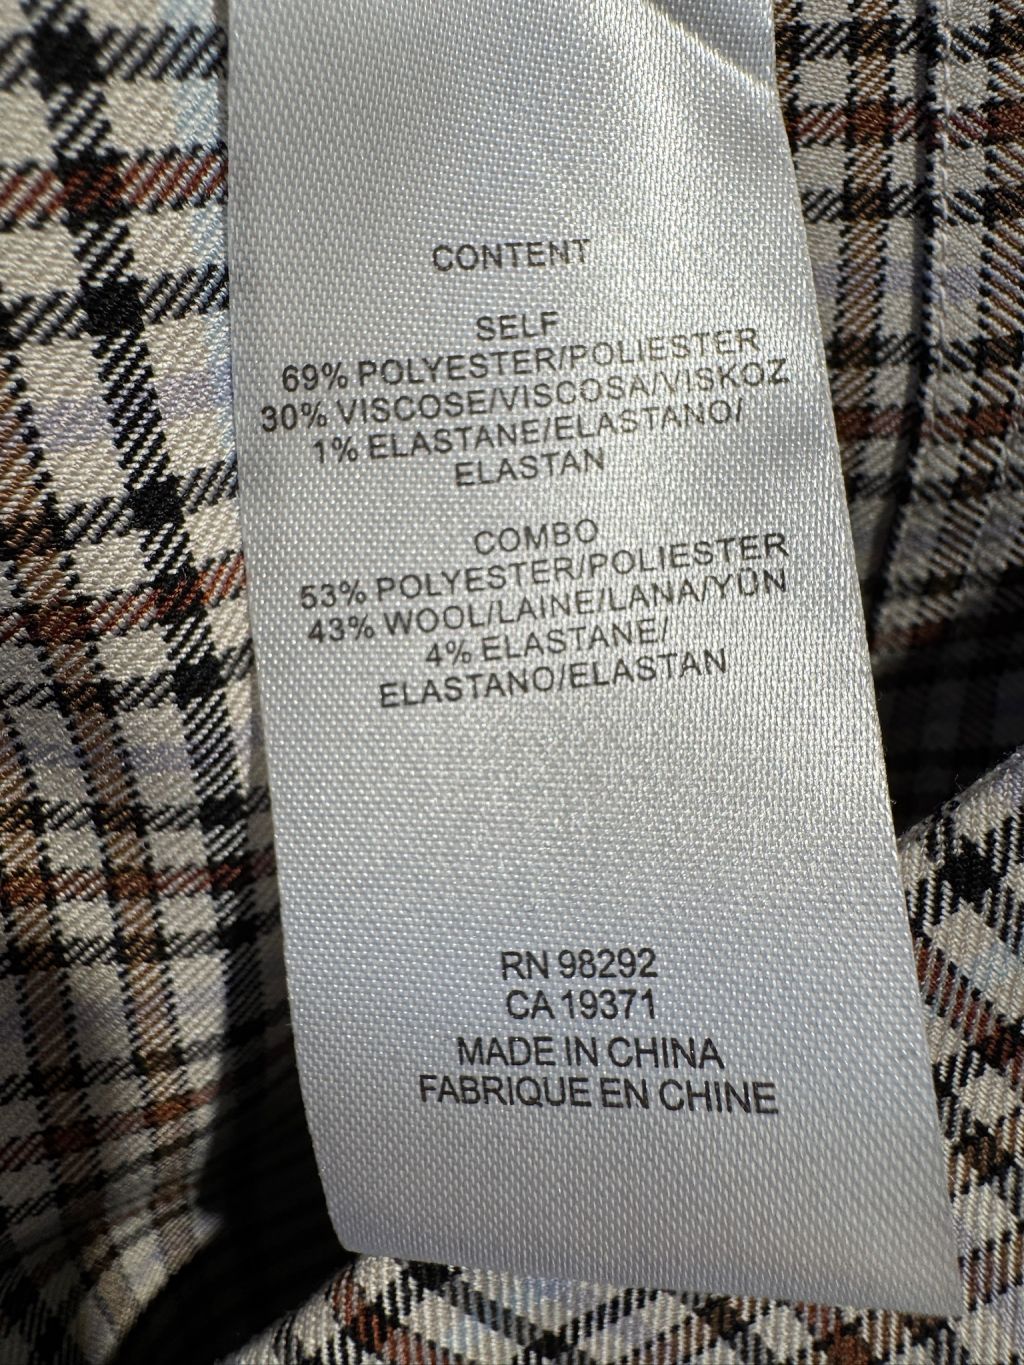 CONTENT
SELF
69% POLYESTER/POLIESTER
30% VISCOSE/VISCOSA/VISKOZ
1% ELASTANE/ELASTANO/
ELASTAN
COMBO
53% POLYESTER/POLIESTER
43% WOOL/LAINE/LANA/YÜN
4% ELASTANE/
ELASTANO/ELASTAN
RN 98292
CA 19371
MADE IN CHINA
FABRIQUE EN CHINE